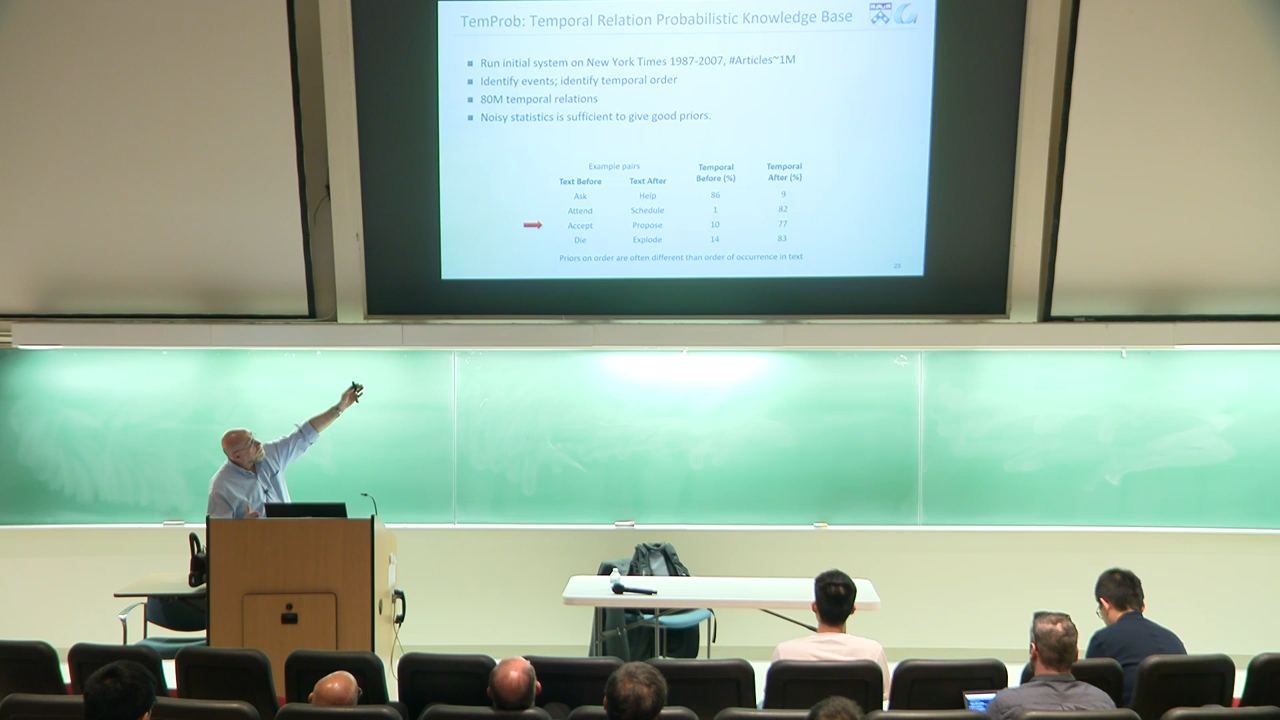 TemProb: Temporal Relation Probabilistic Knowledge Base
Run initial system on New York Times 1987-2007, #Articles~1M
Identify events; identify temporal order
80M temporal relations
Noisy statistics is sufficient to give good priors.
Example pairs Temporal Before (%) Temporal After (%)
Text Before Text After
Ask Help 86 9
Attend Schedule 1 82
Accept Propose 10 77
Die Explode 14 83
Priors on order are often different than order of occurrence in text